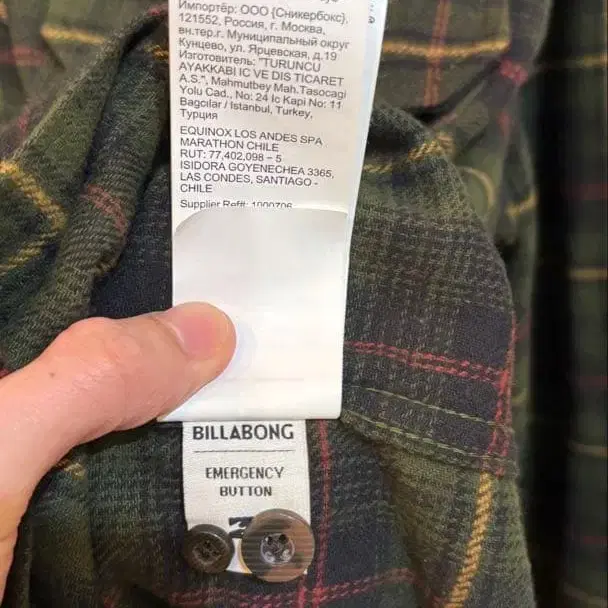 Импортёр: ООО {Сникербокс},
121552, Россия, г. Москва,
вн.тер.г. Муниципальный округ
Кунцево, ул. Ярцевская, д.19
Изготовитель: "TURUNCU
AYAKKABI IC VE DIS TICARET
A.S.", Mahmutbey Mah.Tasocagi
Yolu Cad., No: 24 Ic Kapi No: 11
Bagcilar / Istanbul, Turkey,
Турция
EQUINOX LOS ANDES SPA
MARATHON CHILE
RUT: 77,402,098 – 5
ISIDORA GOYENECHEA 3365,
LAS CONDES, SANTIAGO -
CHILE
Supplier Ref#: 1000706
BILLABONG
EMERGENCY
BUTTON